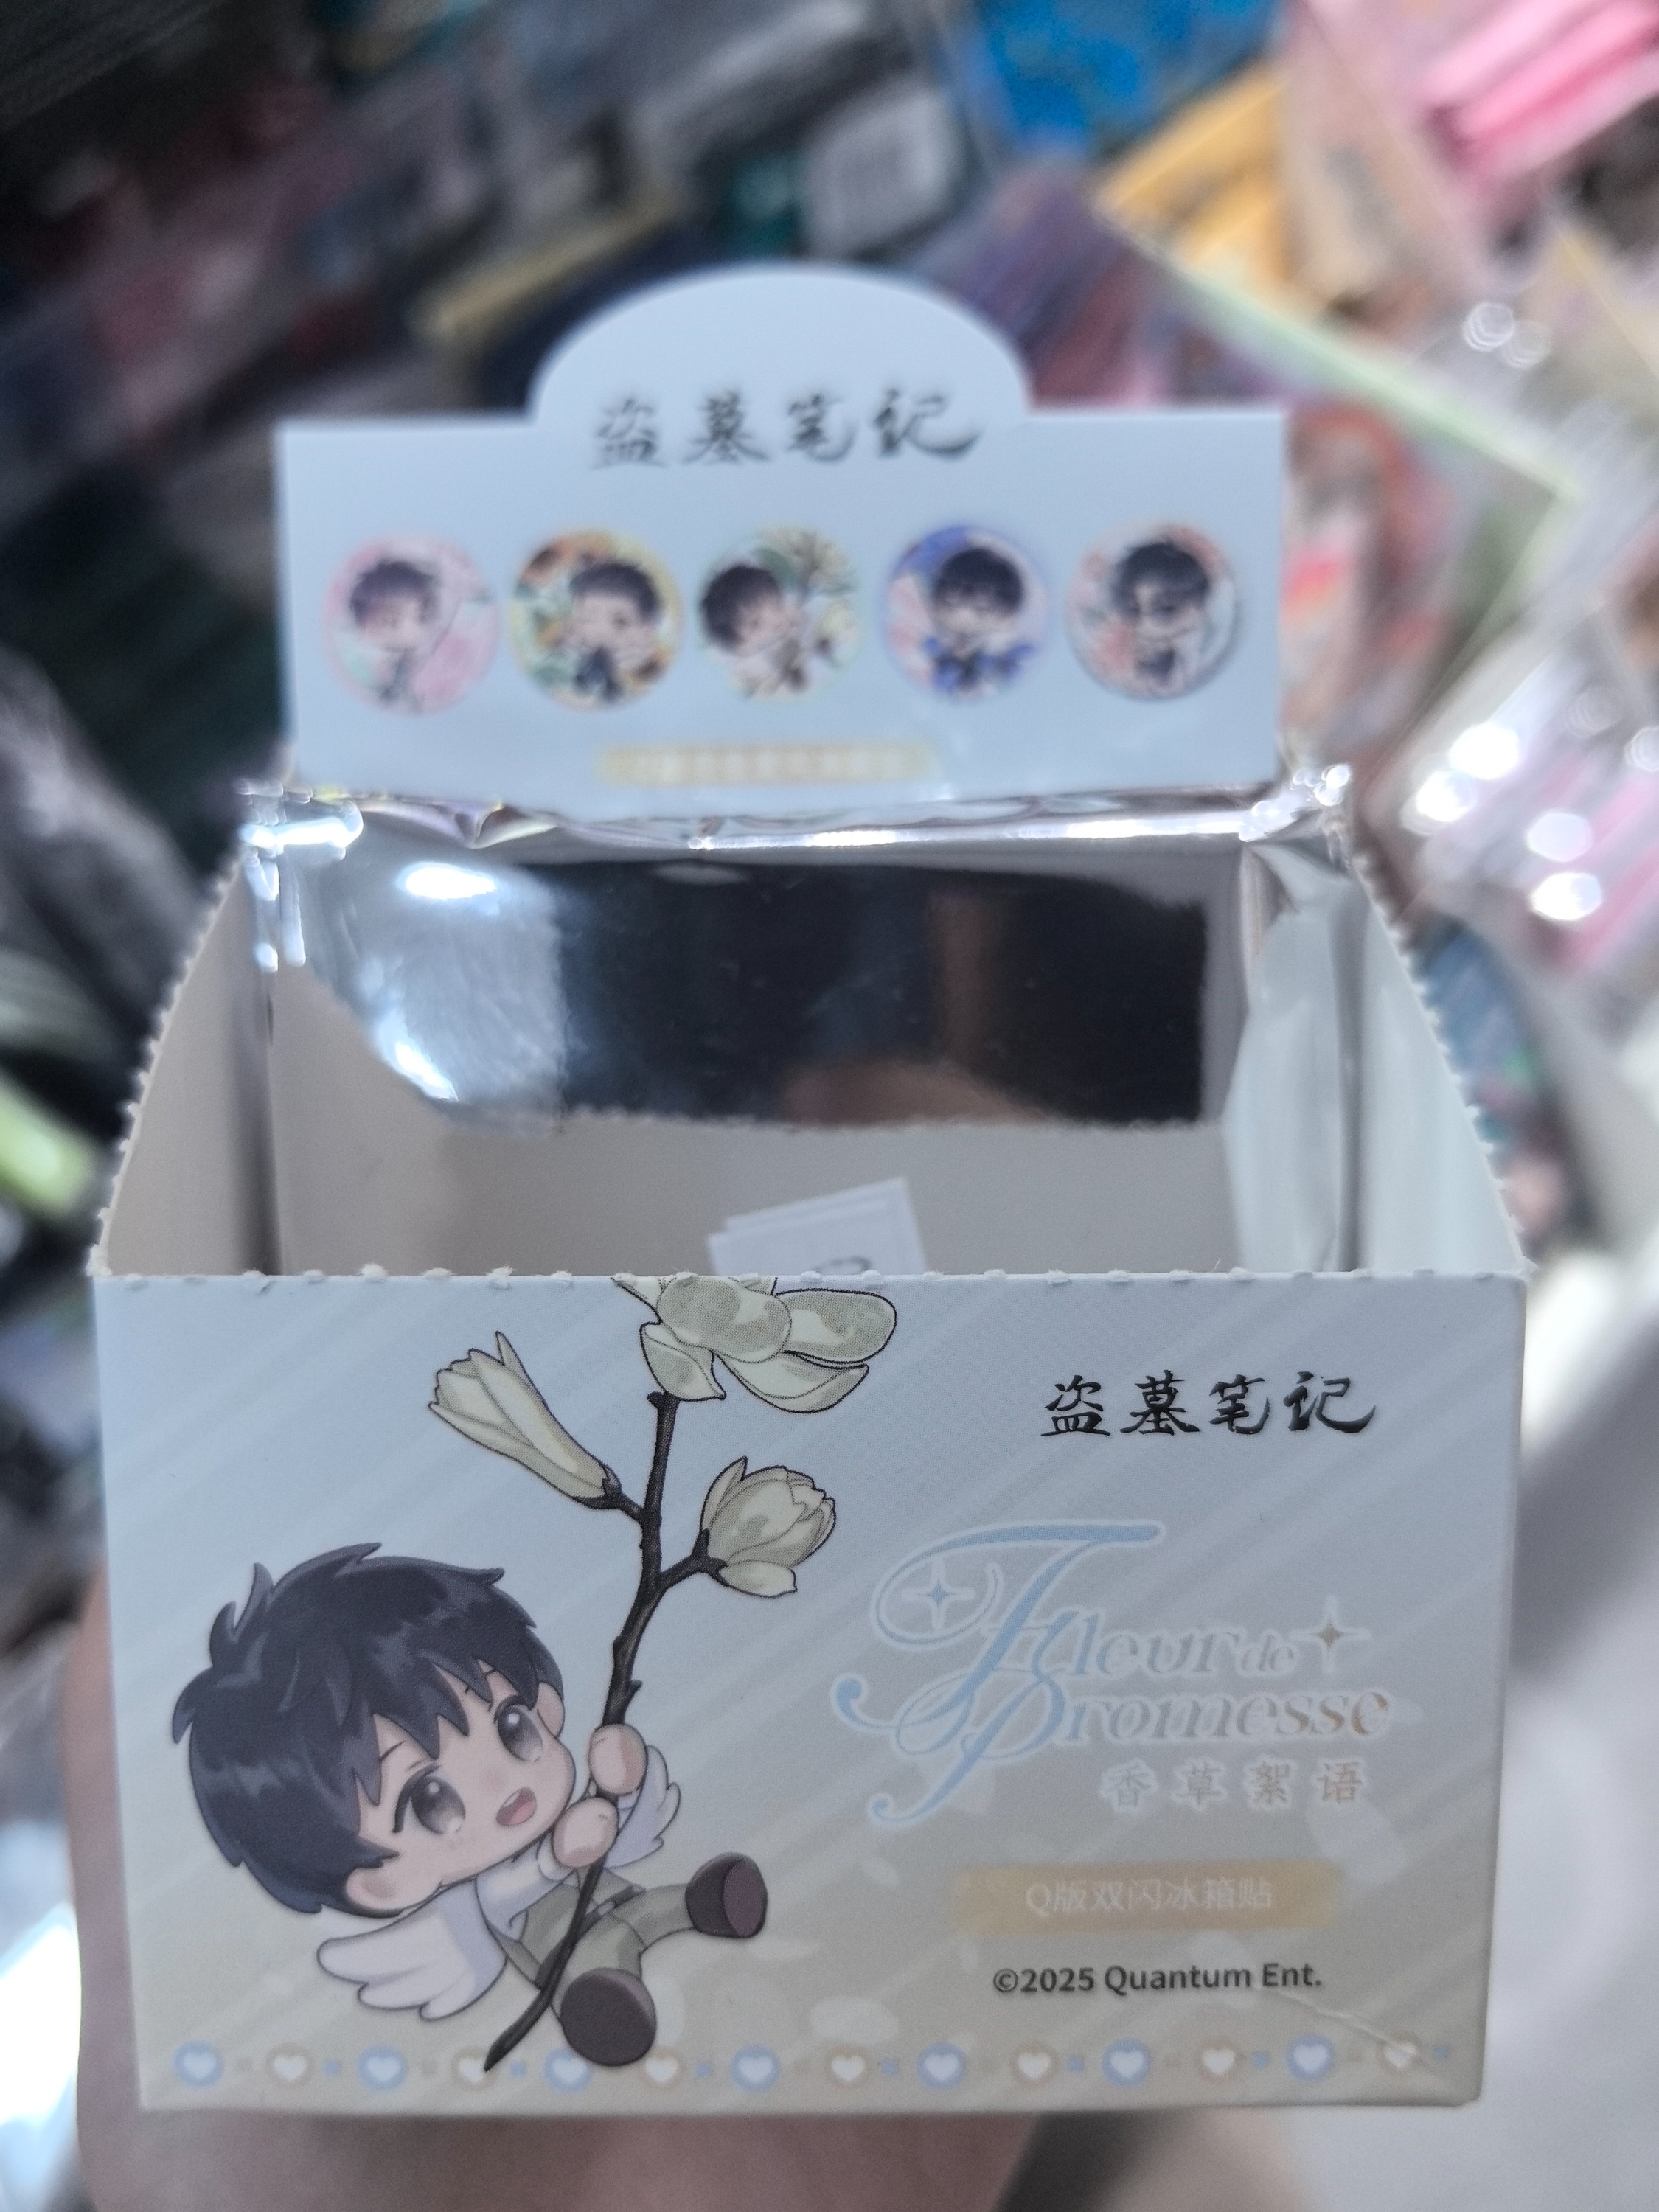 盗墓笔记
盗墓笔记
Fleur de
Promesse
香草絮语
Q版双闪冰箱贴
©2025 Quantum Ent.